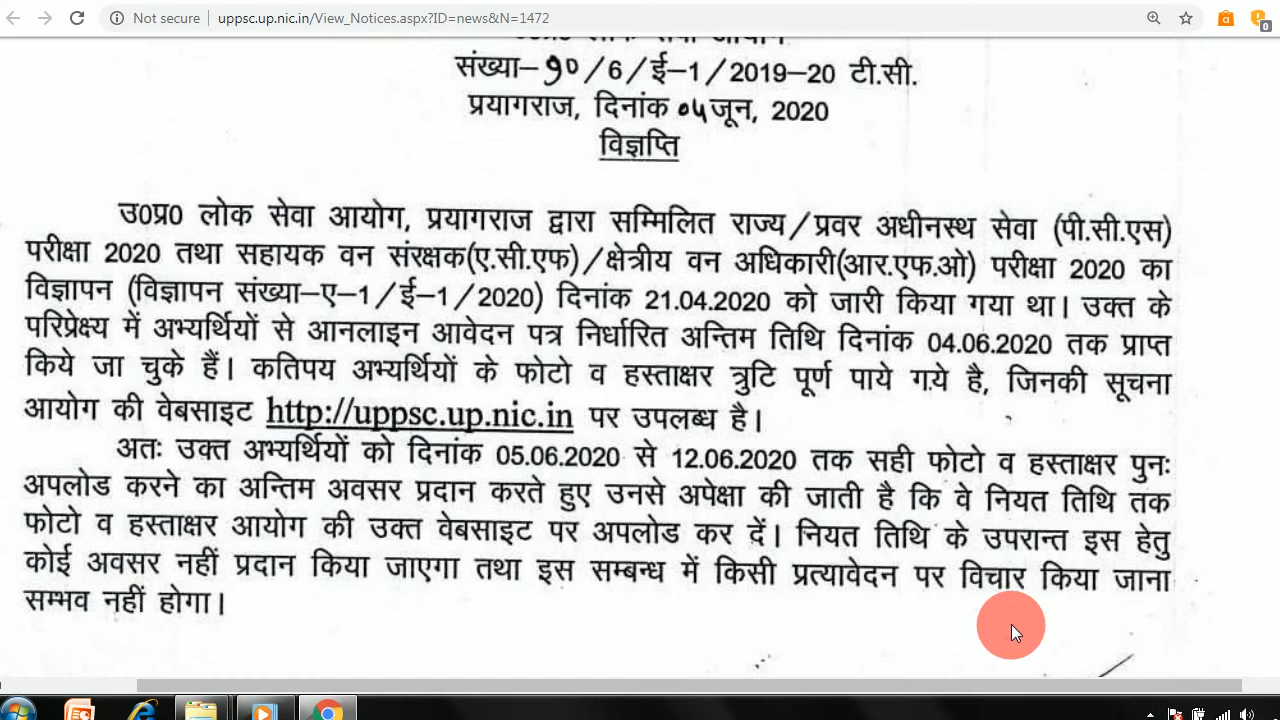 Not secure
uppsc.up.nic.in/View_Notices.aspx?ID=news&N=1472
0
उ0प्र0 लोक सेवा आयोग
संख्या–१०/6/ई–1/2019–20 टी.सी.
प्रयागराज, दिनांक ०५ जून, 2020
विज्ञप्ति
उ0प्र0 लोक सेवा आयोग, प्रयागराज द्वारा सम्मिलित राज्य/प्रवर अधीनस्थ सेवा (पी.सी.एस)
परीक्षा 2020 तथा सहायक वन संरक्षक(ए.सी.एफ)/क्षेत्रीय वन अधिकारी(आर.एफ.ओ) परीक्षा 2020 का
विज्ञापन (विज्ञापन संख्या–ए–1/ई–1/2020) दिनांक 21.04.2020 को जारी किया गया था। उक्त के
परिप्रेक्ष्य में अभ्यर्थियों से आनलाइन आवेदन पत्र निर्धारित अन्तिम तिथि दिनांक 04.06.2020 तक प्राप्त
किये जा चुके हैं। कतिपय अभ्यर्थियों के फोटो व हस्ताक्षर त्रुटि पूर्ण पाये गये है, जिनकी सूचना
आयोग की वेबसाइट http://uppsc.up.nic.in पर उपलब्ध है।
अतः उक्त अभ्यर्थियों को दिनांक 05.06.2020 से 12.06.2020 तक सही फोटो व हस्ताक्षर पुनः
अपलोड करने का अन्तिम अवसर प्रदान करते हुए उनसे अपेक्षा की जाती है कि वे नियत तिथि तक
फोटो व हस्ताक्षर आयोग की उक्त वेबसाइट पर अपलोड कर दें। नियत तिथि के उपरान्त इस हेतु
कोई अवसर नहीं प्रदान किया जाएगा तथा इस सम्बन्ध में किसी प्रत्यावेदन पर विचार किया जाना
सम्भव नहीं होगा।